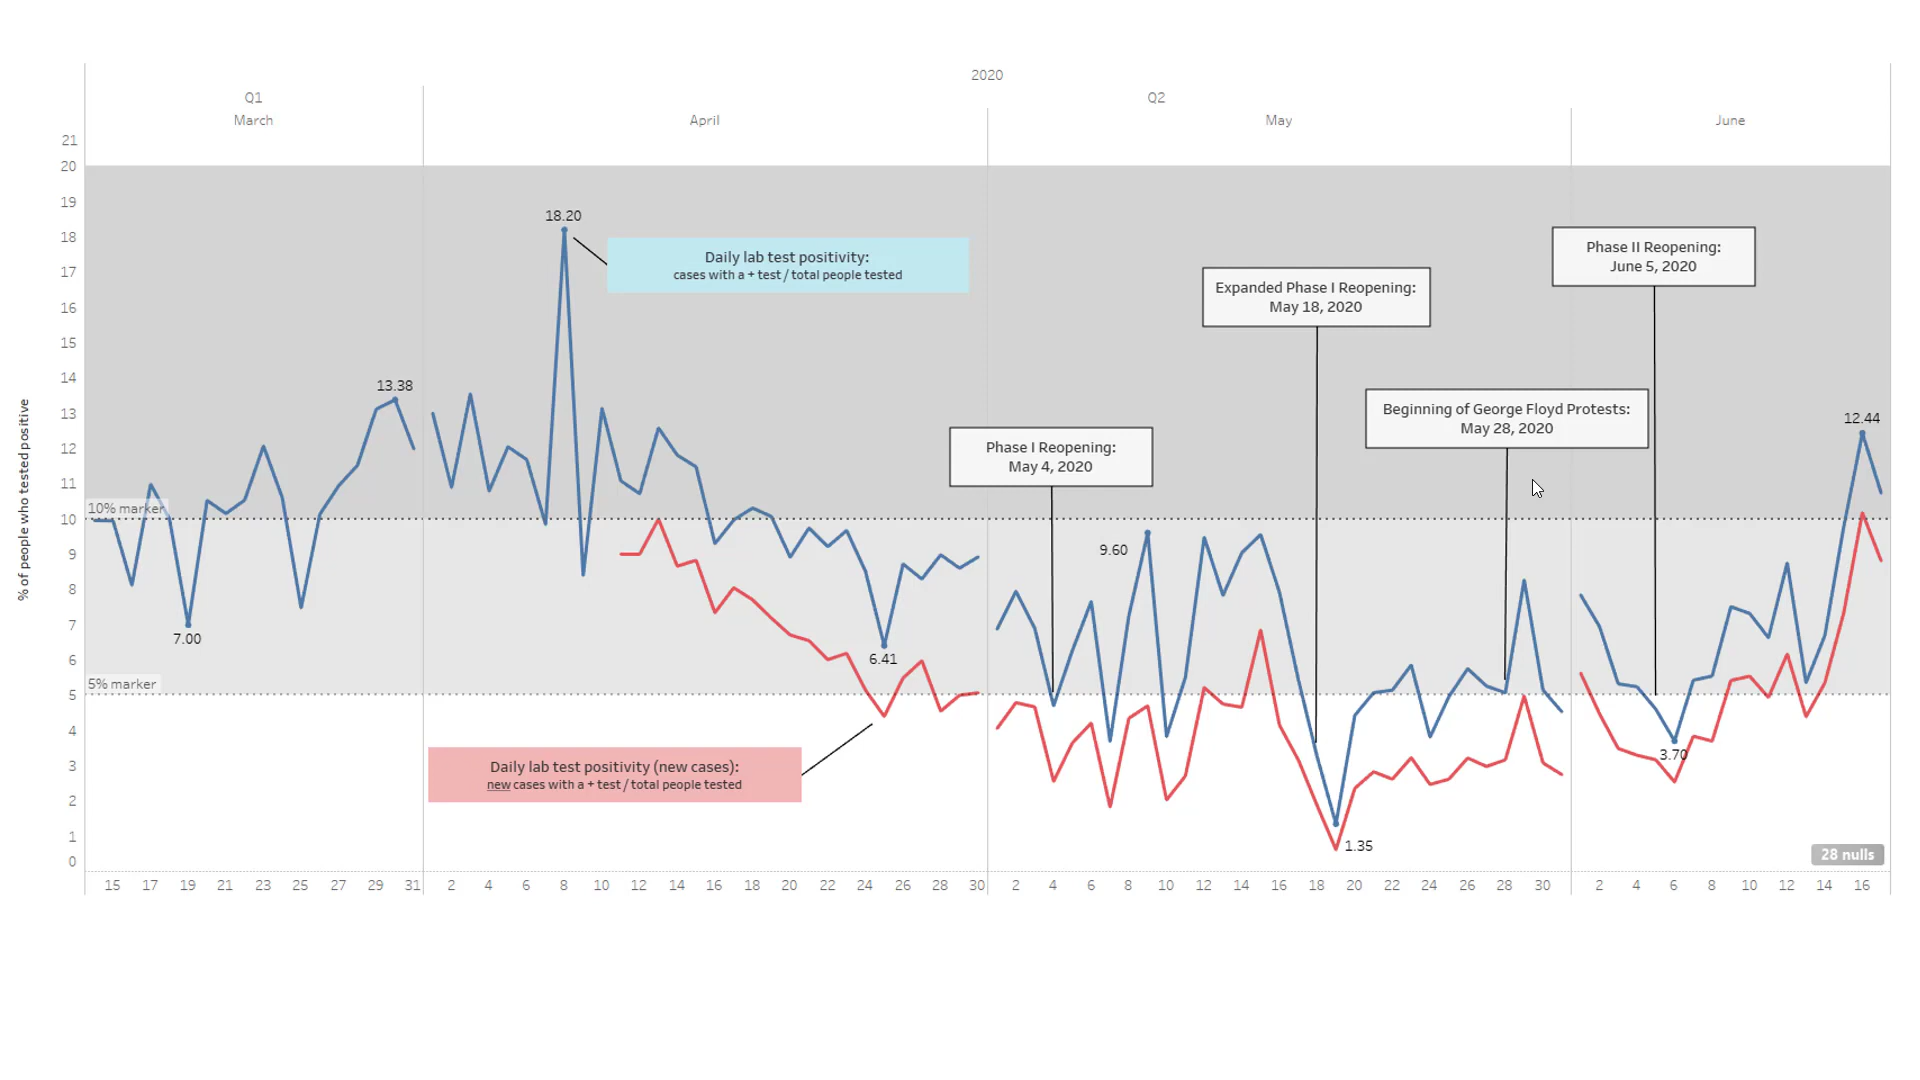 2020
Q1
Q2
March
April
May
June
21
20
19
18
17
16
15
14
13
12
11
10
9
8
7
6
5
4
3
2
1
0
% of people who tested positive
18.20
Daily lab test positivity:
cases with a + test / total people tested
Phase II Reopening:
June 5, 2020
Expanded Phase I Reopening:
May 18, 2020
13.38
Beginning of George Floyd Protests:
May 28, 2020
12.44
Phase I Reopening:
May 4, 2020
10% marker
9.60
7.00
6.41
5% marker
3.70
Daily lab test positivity (new cases):
new cases with a + test / total people tested
1.35
28 nulls
15 17 19 21 23 25 27 29 31 2 4 6 8 10 12 14 16 18 20 22 24 26 28 30 2 4 6 8 10 12 14 16 18 20 22 24 26 28 30 2 4 6 8 10 12 14 16